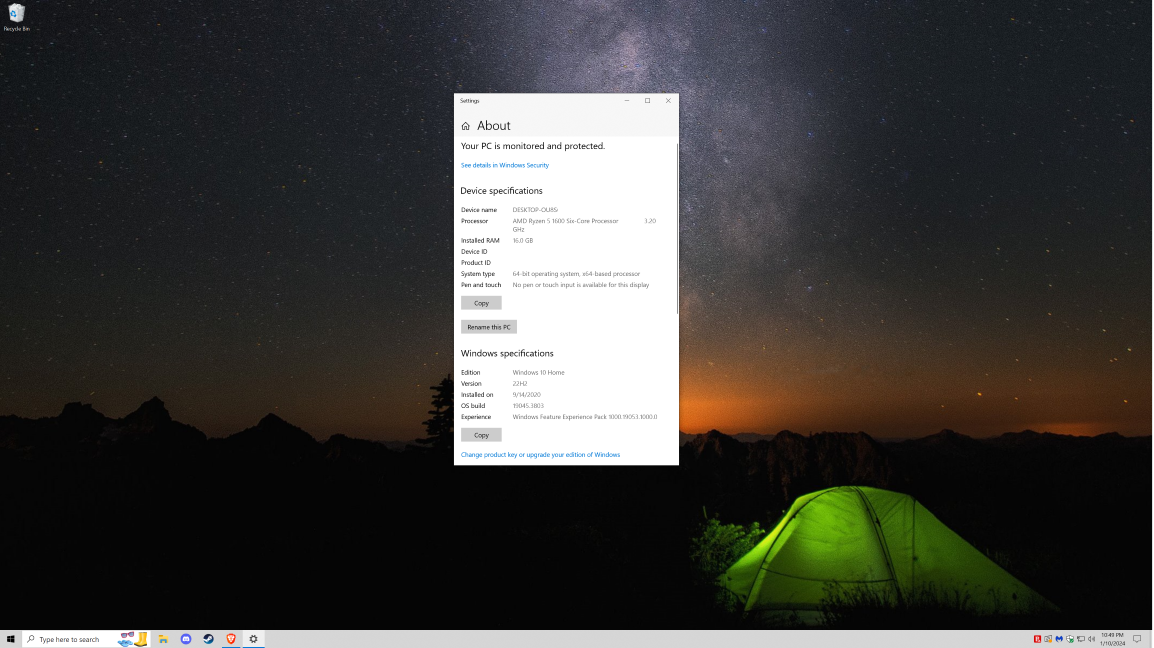 Recycle Bin
Settings
About
Your PC is monitored and protected.
See details in Windows Security
Device specifications
Device name DESKTOP-OU8SI
Processor AMD Ryzen 5 1600 Six-Core Processor 3.20
GHz
Installed RAM 16.0 GB
Device ID
Product ID
System type 64-bit operating system, x64-based processor
Pen and touch No pen or touch input is available for this display
Copy
Rename this PC
Windows specifications
Edition Windows 10 Home
Version 22H2
Installed on 9/14/2020
OS build 19045.3803
Experience Windows Feature Experience Pack 1000.19053.1000.0
Copy
Change product key or upgrade your edition of Windows
Type here to search
10:49 PM
1/10/2024